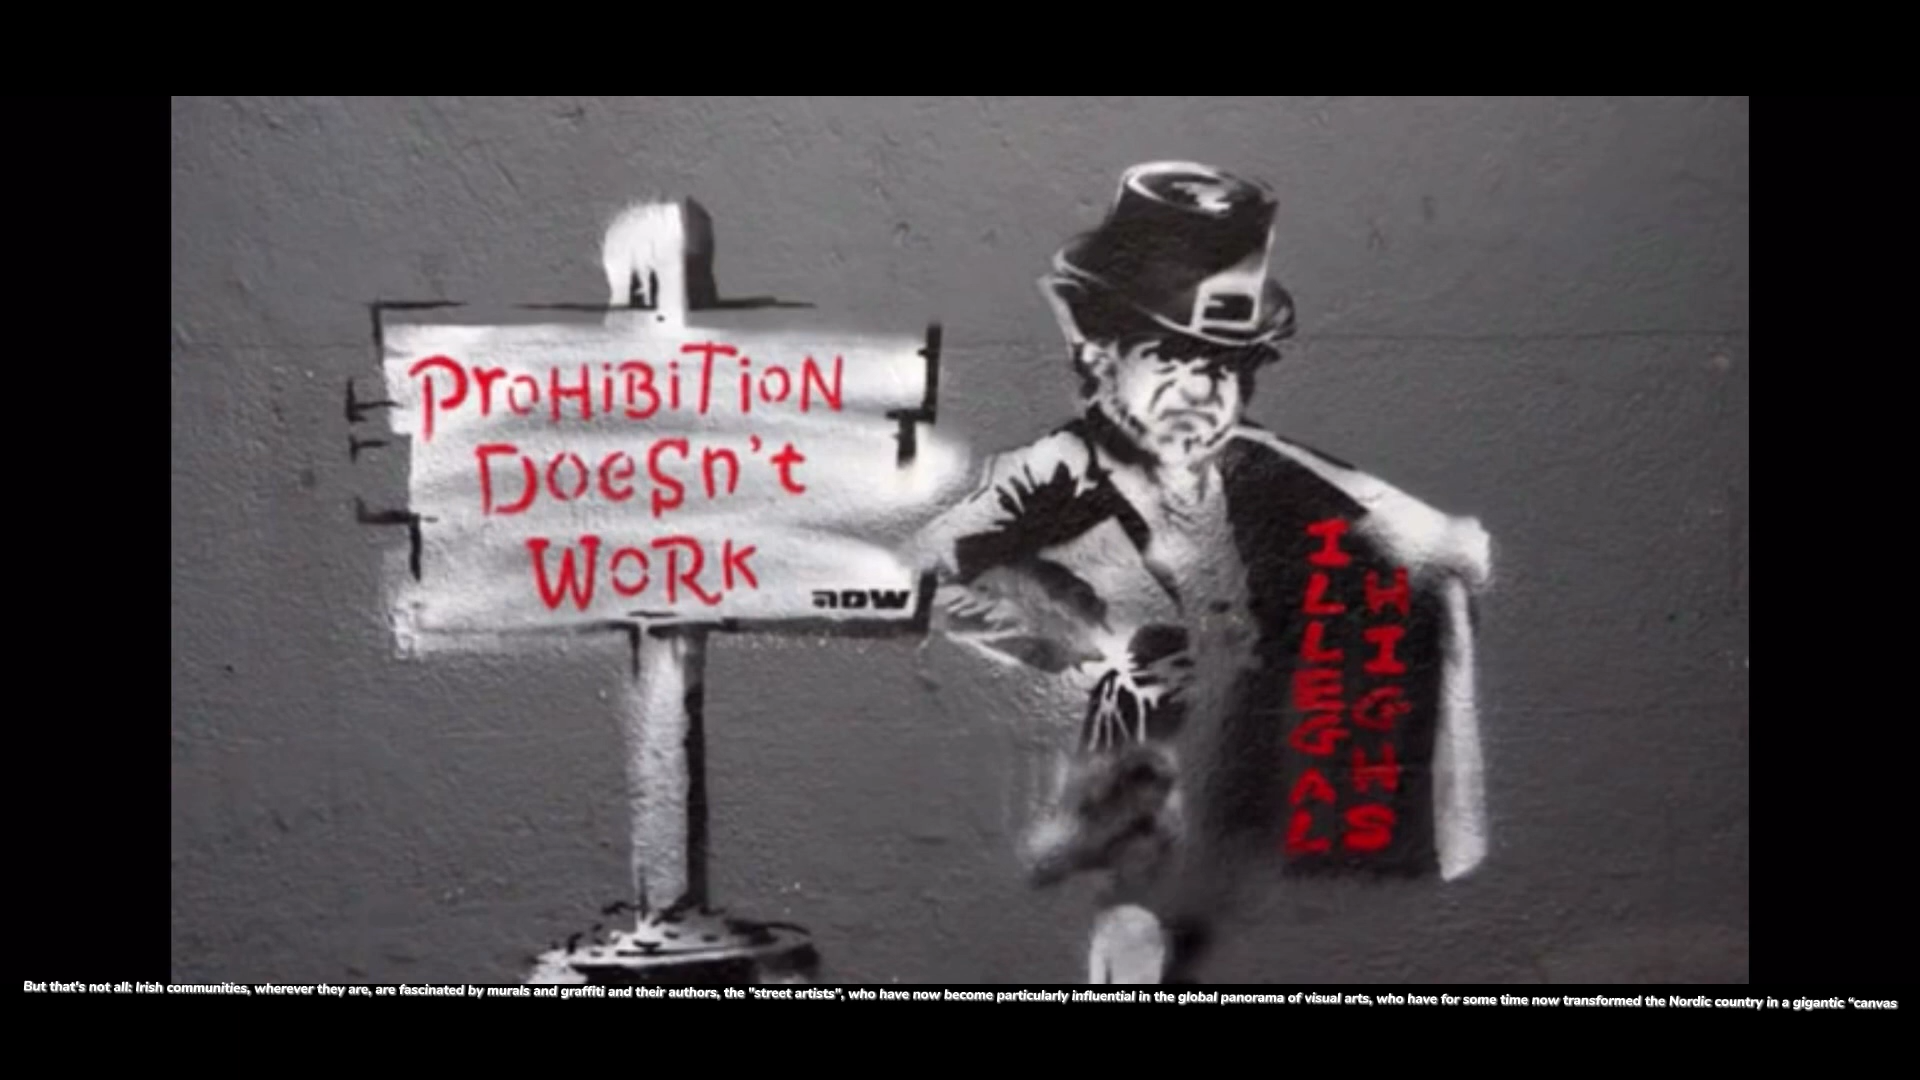 ProHiBiTioN
DoeSn't
WoRK
ILLEGAL
HIGHS
But that's not all: Irish communities, wherever they are, are fascinated by murals and graffiti and their authors, the "street artists", who have now become particularly influential in the global panorama of visual arts, who have for some time now transformed the Nordic country in a gigantic “canvas